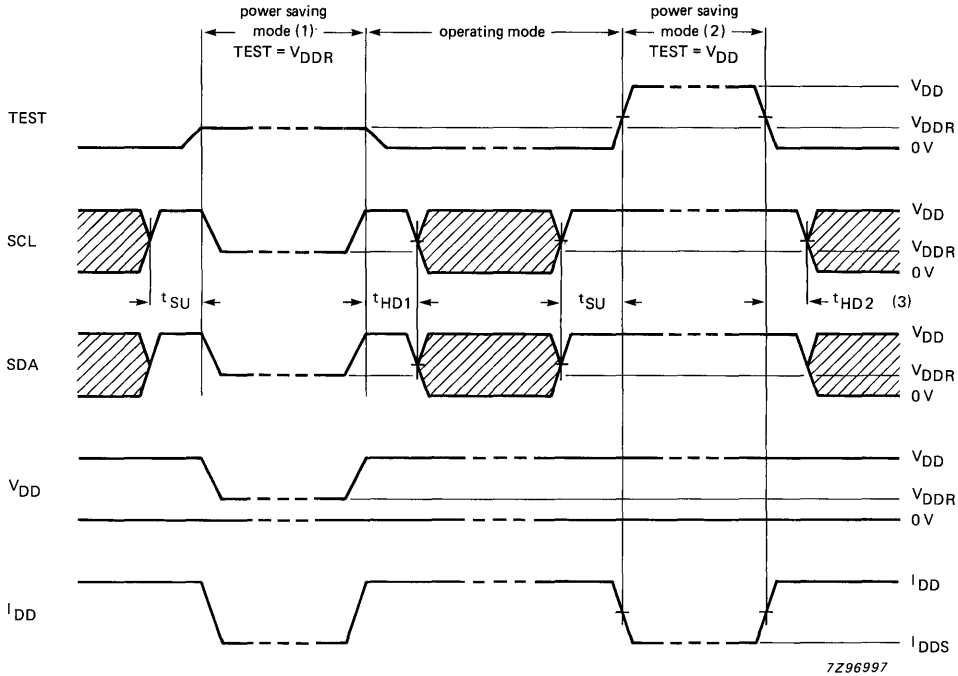 power saving
mode (1)
TEST = VDDR
operating mode
power saving
mode (2)
TEST = VDD
TEST
VDD
VDDR
0 V
SCL
VDD
VDDR
0 V
tSU
tHD1
tSU
tHD2 (3)
SDA
VDD
VDDR
0 V
VDD
VDD
VDDR
0 V
IDD
IDD
IDDS
7Z96997